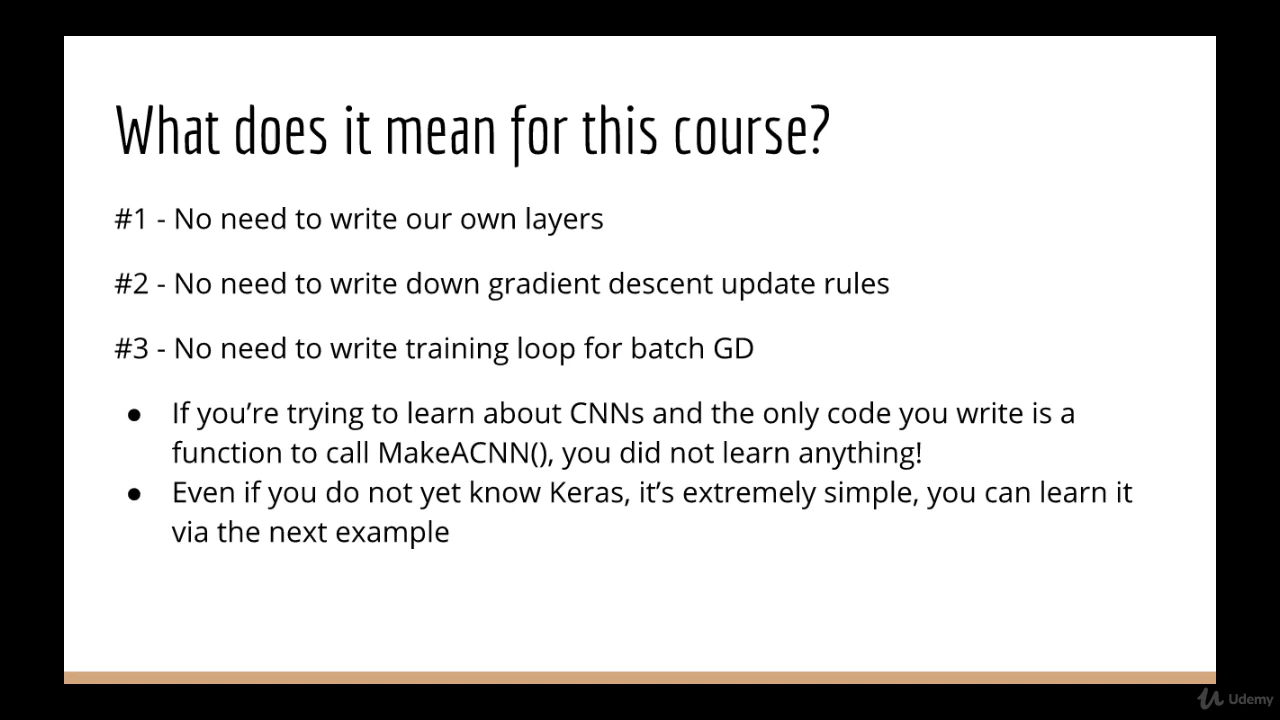 What does it mean for this course?
#1 - No need to write our own layers
#2 - No need to write down gradient descent update rules
#3 - No need to write training loop for batch GD
● If you’re trying to learn about CNNs and the only code you write is a
function to call MakeACNN(), you did not learn anything!
● Even if you do not yet know Keras, it’s extremely simple, you can learn it
via the next example
Udemy